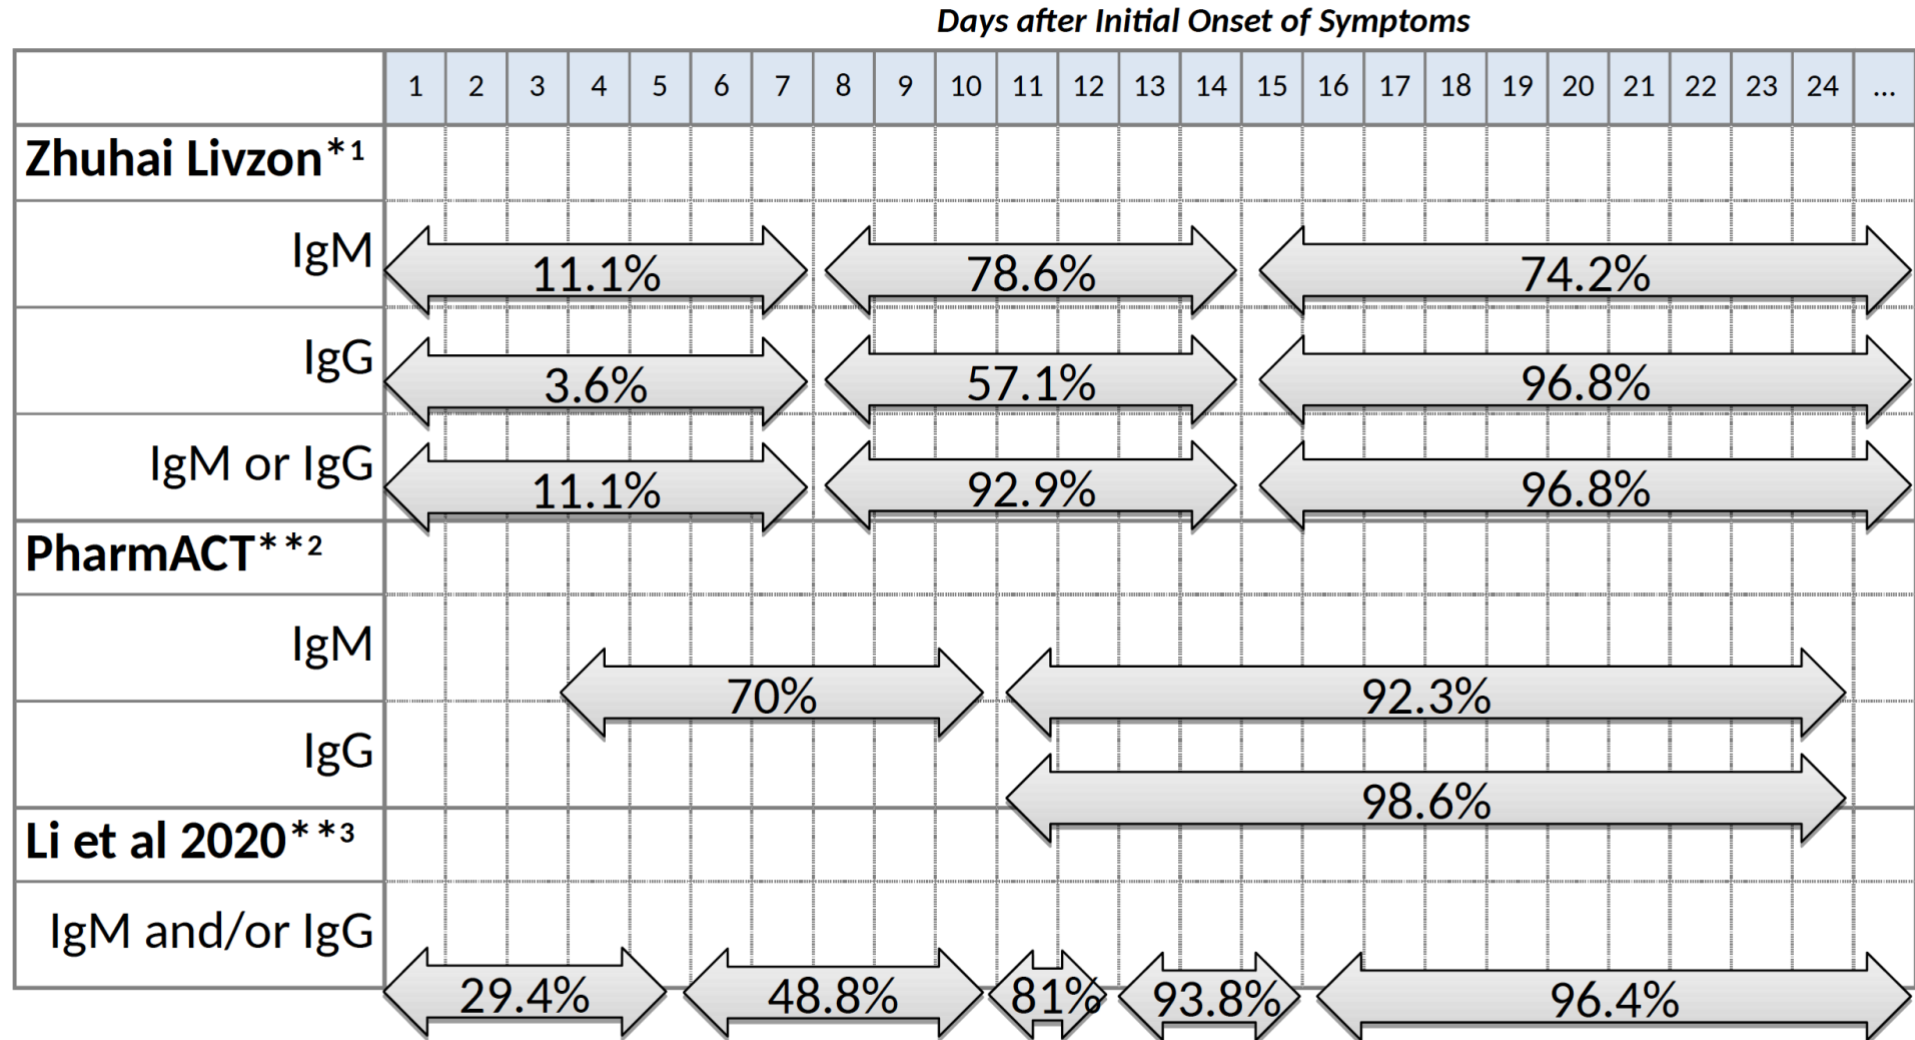 Days after Initial Onset of Symptoms
1 2 3 4 5 6 7 8 9 10 11 12 13 14 15 16 17 18 19 20 21 22 23 24 ...
Zhuhai Livzon*1
IgM 11.1% 78.6% 74.2%
IgG 3.6% 57.1% 96.8%
IgM or IgG 11.1% 92.9% 96.8%
PharmACT**2
IgM 70% 92.3%
IgG 98.6%
Li et al 2020**3
IgM and/or IgG 29.4% 48.8% 81% 93.8% 96.4%